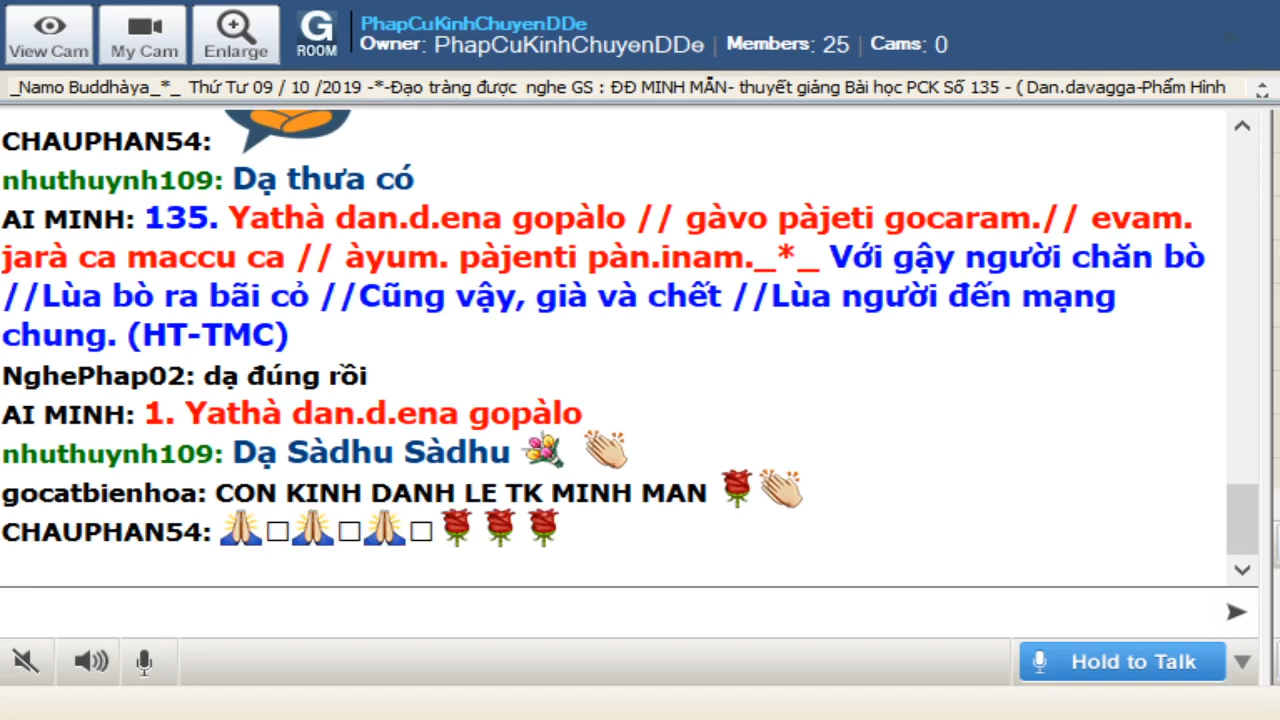 PhapCuKinhChuyenDDe
Owner: PhapCuKinhChuyenDDe | Members: 25 | Cams: 0
View Cam My Cam Enlarge G ROOM
_Namo Buddhàya_*_ Thứ Tư 09 / 10 /2019 -*-Đạo tràng được nghe GS : ĐĐ MINH MẪN- thuyết giảng Bài học PCK Số 135 - ( Dan.davagga-Phẩm Hình
CHAUPHAN54:
nhuthuynh109: Dạ thưa có
AI MINH: 135. Yathà dan.d.ena gopàlo // gàvo pàjeti gocaram.// evam.
jarà ca maccu ca // àyum. pàjenti pàn.inam._*_ Với gậy người chăn bò
//Lùa bò ra bãi cỏ //Cũng vậy, già và chết //Lùa người đến mạng
chung. (HT-TMC)
NghePhap02: dạ đúng rồi
AI MINH: 1. Yathà dan.d.ena gopàlo
nhuthuynh109: Dạ Sàdhu Sàdhu
gocatbienhoa: CON KINH DANH LE TK MINH MAN
CHAUPHAN54:
Hold to Talk